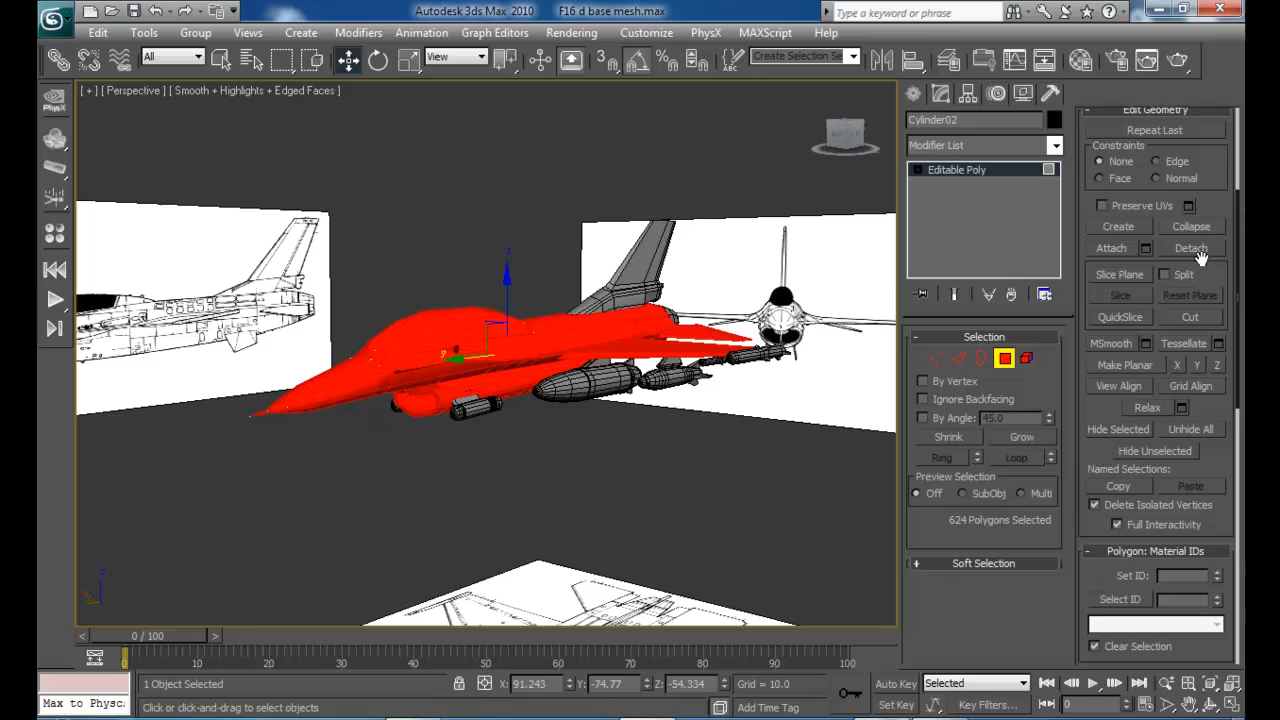 Autodesk 3ds Max 2010 F16 d base mesh.max
Type a keyword or phrase
Edit Tools Group Views Create Modifiers Animation Graph Editors Rendering Customize PhysX MAXScript Help
All View 3 Create Selection Se
[ + ] [ Perspective ] [ Smooth + Highlights + Edged Faces ]
PhysX
Cylinder02
Modifier List
Editable Poly
Selection
By Vertex
Ignore Backfacing
By Angle: 45.0
Shrink Grow
Ring Loop
Preview Selection
Off SubObj Multi
624 Polygons Selected
Soft Selection
Edit Geometry
Repeat Last
Constraints
None Edge
Face Normal
Preserve UVs
Create Collapse
Attach Detach
Slice Plane Split
Slice Reset Plane
QuickSlice Cut
MSmooth Tessellate
Make Planar X Y Z
View Align Grid Align
Relax
Hide Selected Unhide All
Hide Unselected
Named Selections:
Copy Paste
Delete Isolated Vertices
Full Interactivity
Polygon: Material IDs
Set ID:
Select ID
Clear Selection
z
y
z
< 0 / 100 >
0 10 20 30 40 50 60 70 80 90 100
1 Object Selected X: 91.243 Y: -74.77 Z: -54.334 Grid = 10.0 Auto Key Selected
Max to Physc: Click or click-and-drag to select objects Add Time Tag Set Key Key Filters... 0